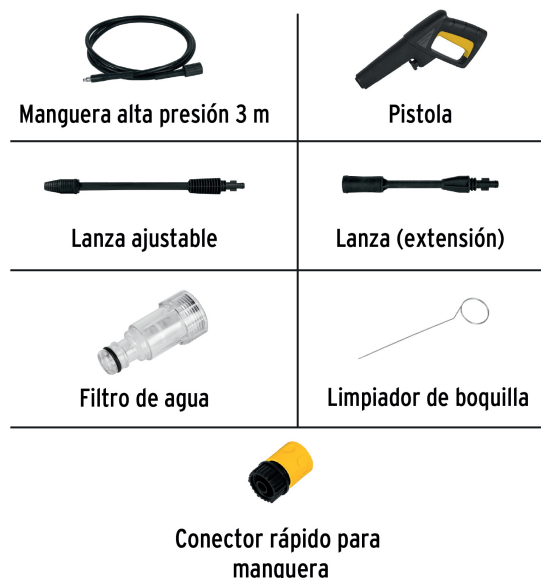 Manguera alta presión 3 m
Pistola
Lanza ajustable
Lanza (extensión)
Filtro de agua
Limpiador de boquilla
Conector rápido para
manguera